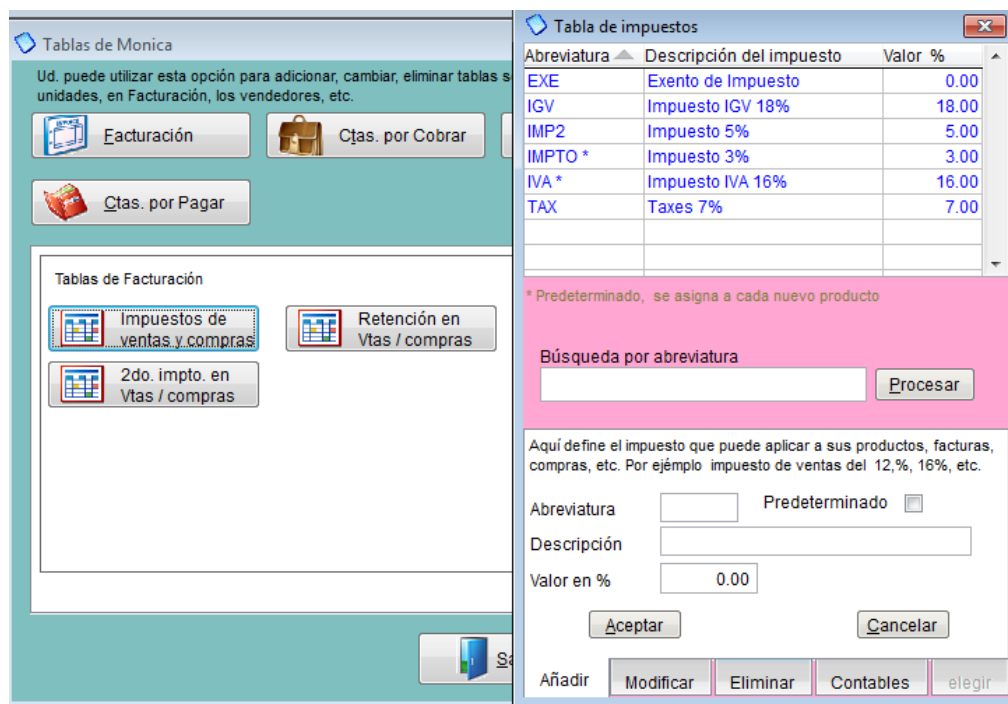 Tablas de Monica
Ud. puede utilizar esta opción para adicionar, cambiar, eliminar tablas
unidades, en Facturación, los vendedores, etc.
Facturación
Ctas. por Cobrar
Ctas. por Pagar
Tablas de Facturación
Impuestos de
ventas y compras
Retención en
Vtas / compras
2do. impto. en
Vtas / compras
Tabla de impuestos
Abreviatura Descripción del impuesto Valor %
EXE Exento de Impuesto 0.00
IGV Impuesto IGV 18% 18.00
IMP2 Impuesto 5% 5.00
IMPTO * Impuesto 3% 3.00
IVA * Impuesto IVA 16% 16.00
TAX Taxes 7% 7.00
* Predeterminado, se asigna a cada nuevo producto
Búsqueda por abreviatura
Procesar
Aquí define el impuesto que puede aplicar a sus productos, facturas,
compras, etc. Por ejémplo impuesto de ventas del 12,%, 16%, etc.
Abreviatura Predeterminado
Descripción
Valor en % 0.00
Aceptar Cancelar
Añadir Modificar Eliminar Contables elegir